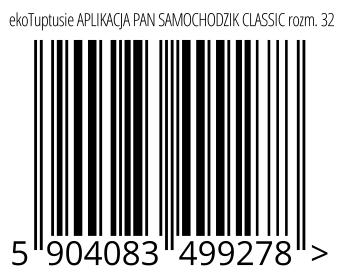 ekoTuptusie APLIKACJA PAN SAMOCHODZIK CLASSIC rozm. 32
5 904083 499278 >